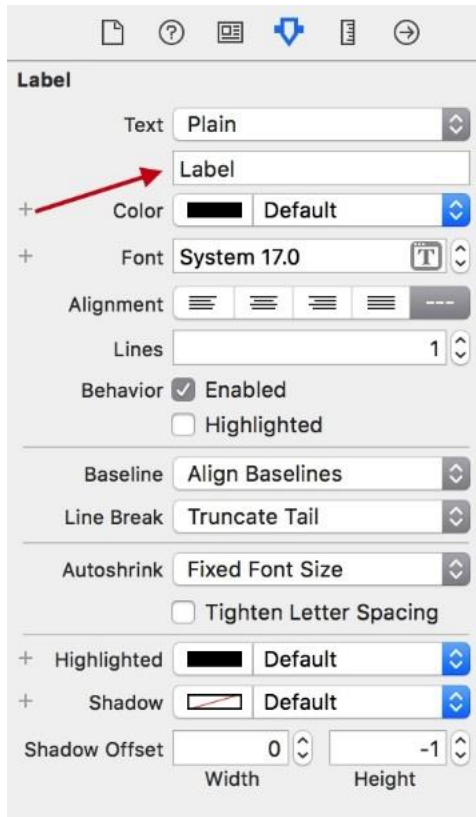 Label
Text Plain
Label
+ Color Default
+ Font System 17.0 T
Alignment ---
Lines 1
Behavior Enabled
Highlighted
Baseline Align Baselines
Line Break Truncate Tail
Autoshrink Fixed Font Size
Tighten Letter Spacing
+ Highlighted Default
+ Shadow Default
Shadow Offset 0 -1
Width Height